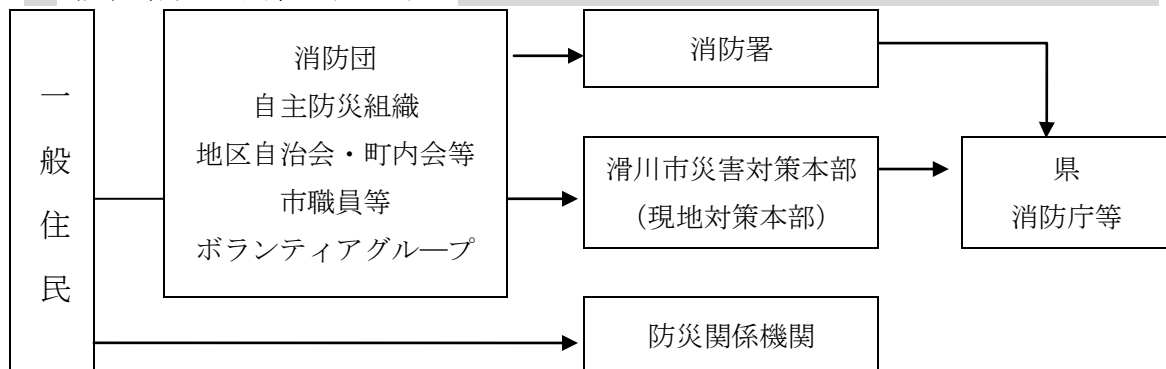 一般住民
消防団
自主防災組織
地区自治会・町内会等
市職員等
ボランティアグル―プ
消防署
滑川市災害対策本部
（現地対策本部）
防災関係機関
県
消防庁等